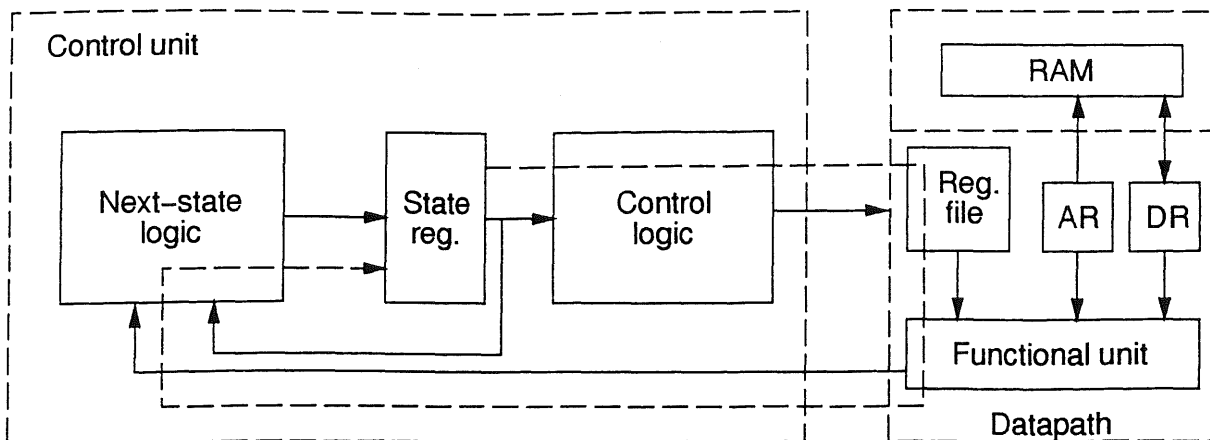 Control unit
RAM
Next-state
logic
State
reg.
Control
logic
Reg.
file
AR
DR
Functional unit
Datapath